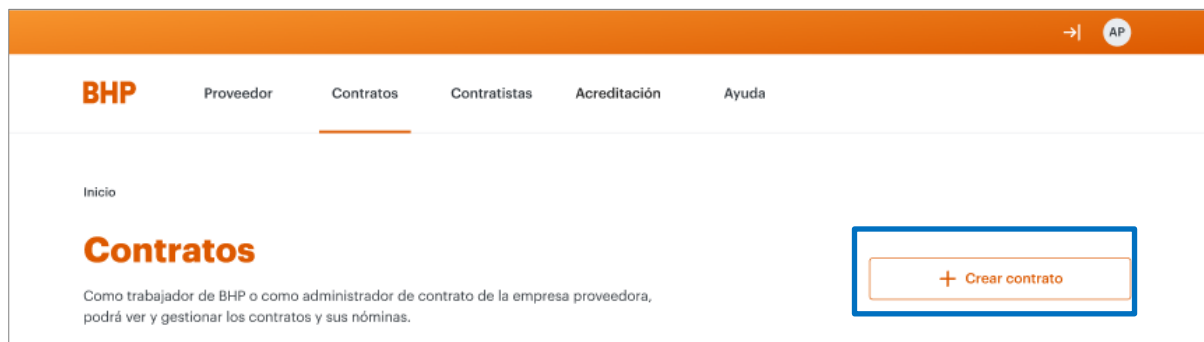 AP
BHP Proveedor Contratos Contratistas Acreditación Ayuda
Inicio
Contratos
+ Crear contrato
Como trabajador de BHP o como administrador de contrato de la empresa proveedora,
podrá ver y gestionar los contratos y sus nóminas.